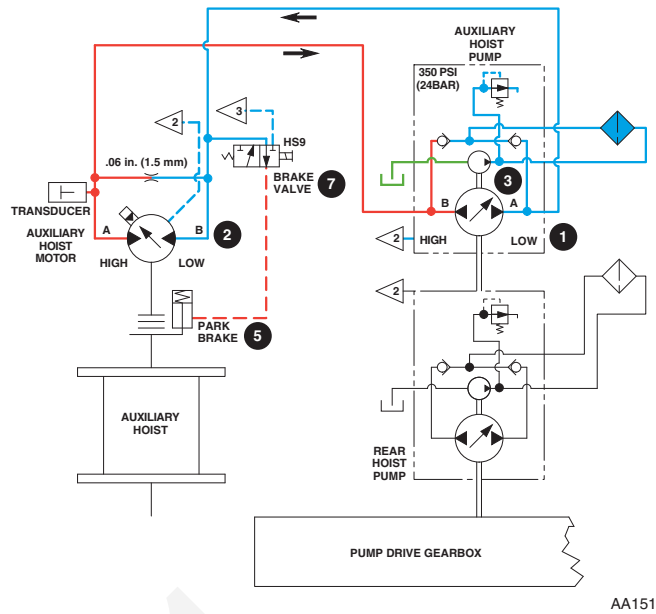 AUXILIARY
HOIST
PUMP
350 PSI
(24BAR)
2
3
HS9
.06 in. (1.5 mm)
BRAKE
VALVE
7
3
TRANSDUCER
AUXILIARY
HOIST
MOTOR
A
B
2
HIGH
LOW
B
A
2
HIGH
LOW
1
2
PARK
BRAKE
5
AUXILIARY
HOIST
REAR
HOIST
PUMP
PUMP DRIVE GEARBOX
AA151